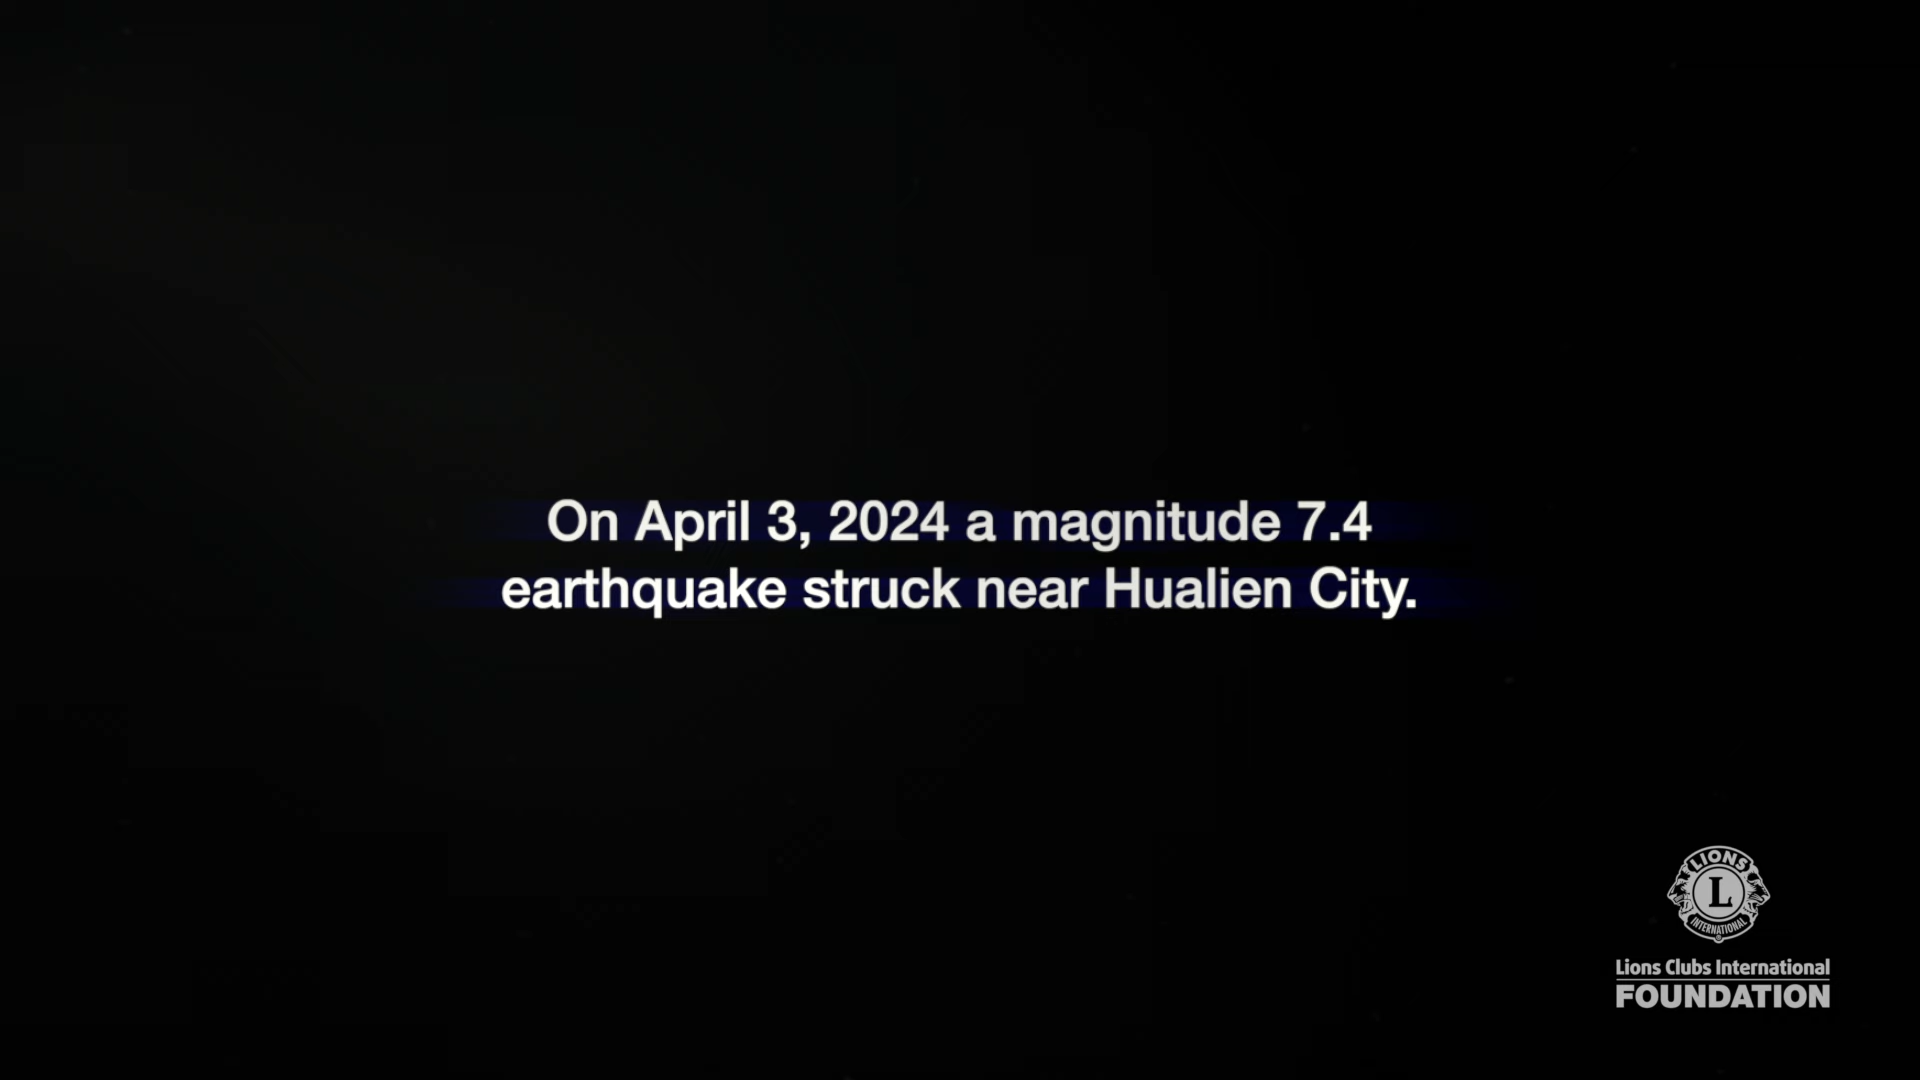 On April 3, 2024 a magnitude 7.4
earthquake struck near Hualien City.
LIONS
L
INTERNATIONAL
®
Lions Clubs International
FOUNDATION